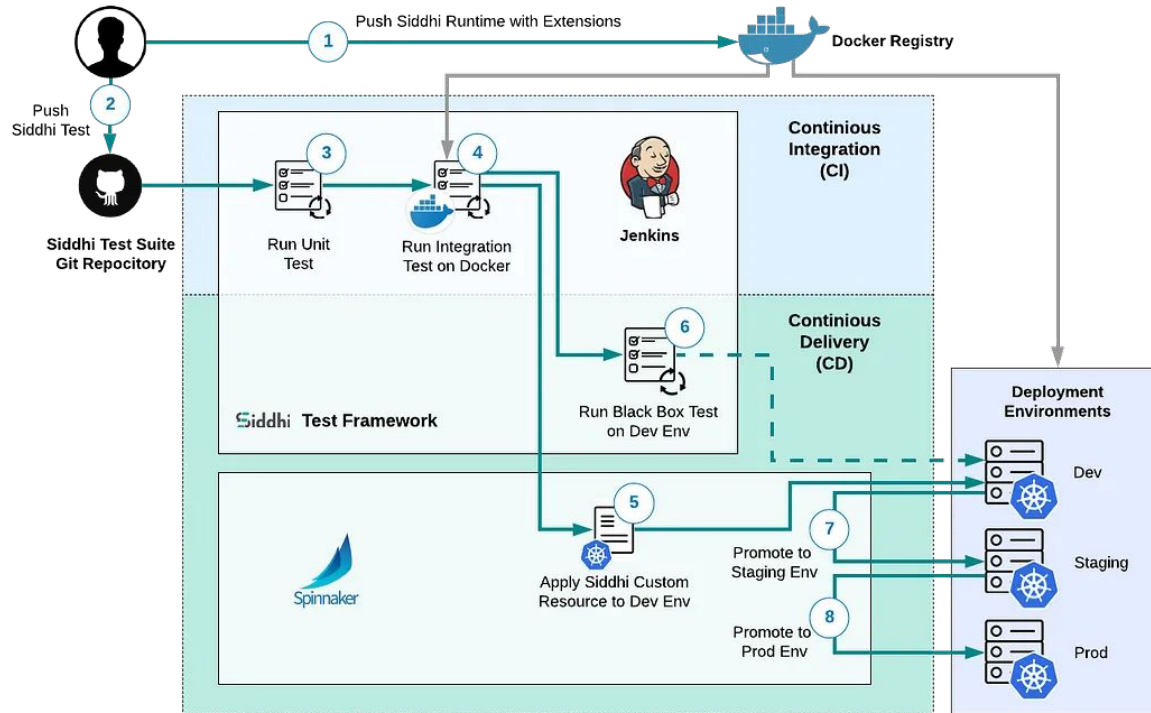 Push Siddhi Runtime with Extensions
1
Docker Registry
2
Push
Siddhi Test
Continious
Integration
(CI)
3
4
Run Unit
Test
Run Integration
Test on Docker
Jenkins
Siddhi Test Suite
Git Repocitory
Continious
Delivery
(CD)
6
Run Black Box Test
on Dev Env
Siddhi Test Framework
Deployment
Environments
Dev
5
Apply Siddhi Custom
Resource to Dev Env
Spinnaker
7
Promote to
Staging Env
Staging
8
Promote to
Prod Env
Prod